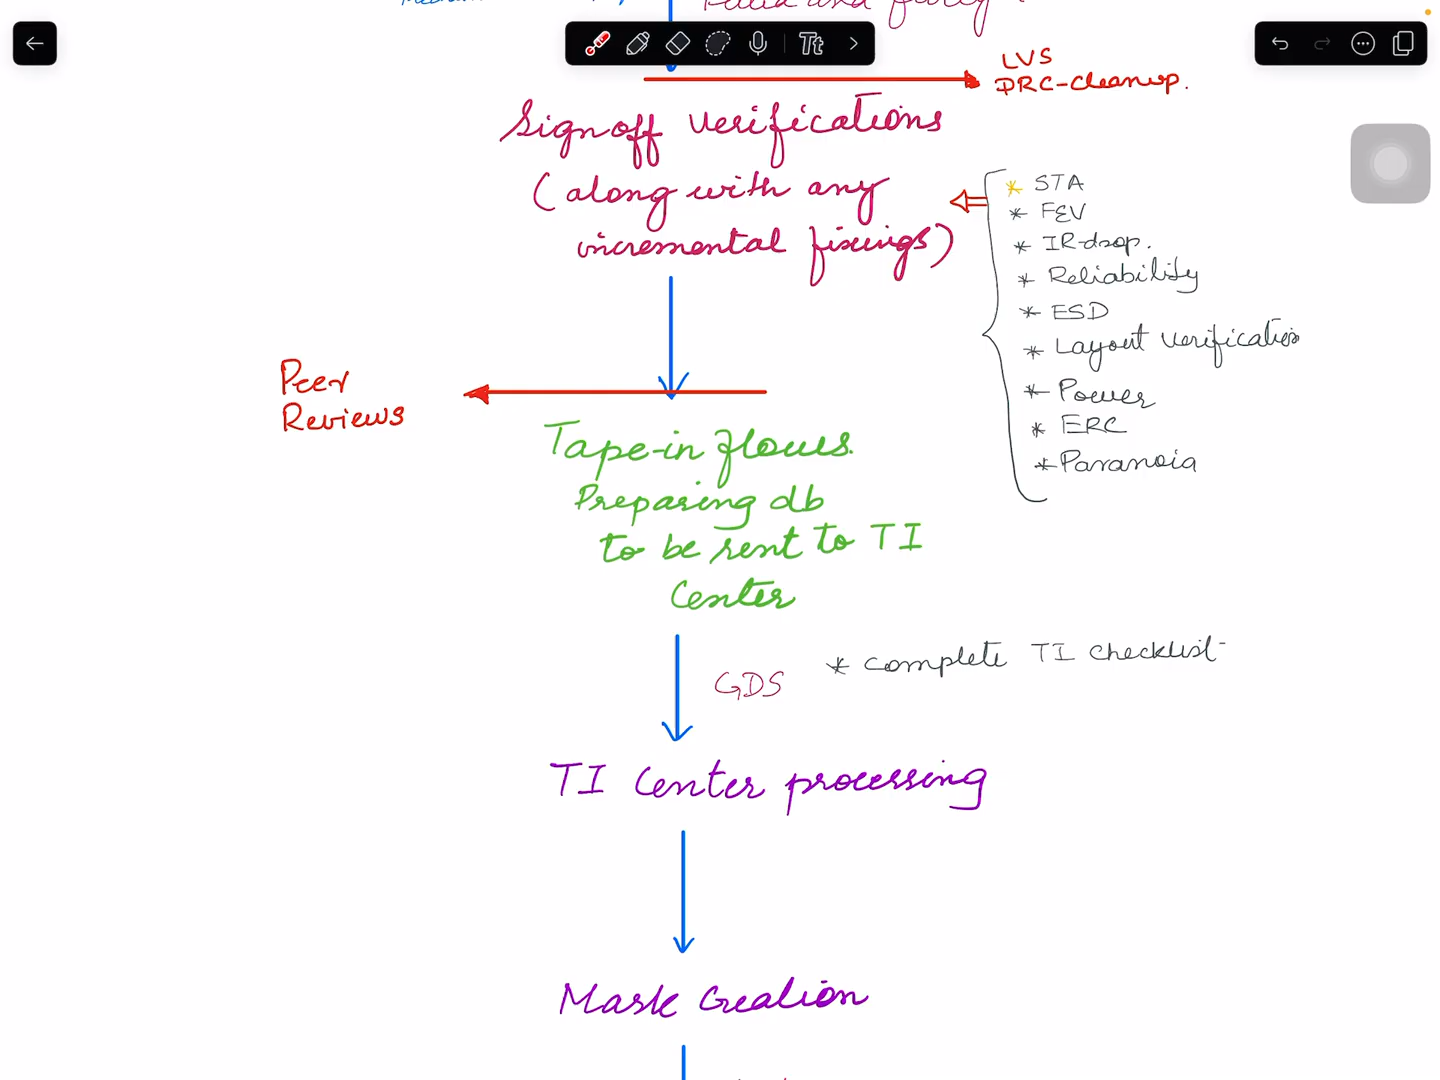 LVS
DRC-cleanup.
Signoff verifications
(along with any
incremental fixings)
* STA
* FEV
* IR-drop.
* Reliability
* ESD
* Layout verification
* Power
* ERC
* Paranoia
Peer
Reviews
Tape-in flows.
Preparing db
to be sent to TI
Center
GDS
* Complete TI checklist
TI Center processing
Mask Creation
Tt